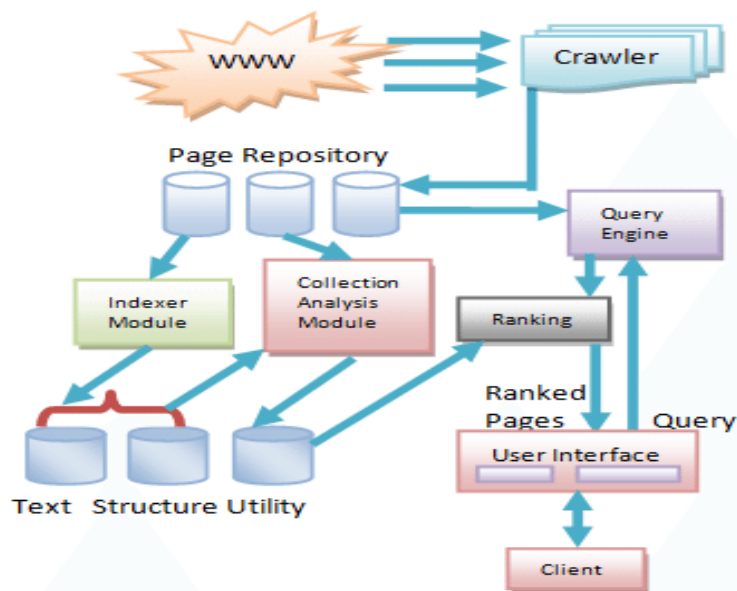 WWW
Crawler
Page Repository
Query
Engine
Indexer
Module
Collection
Analysis
Module
Ranking
Ranked
Pages
Query
User Interface
Text
Structure
Utility
Client